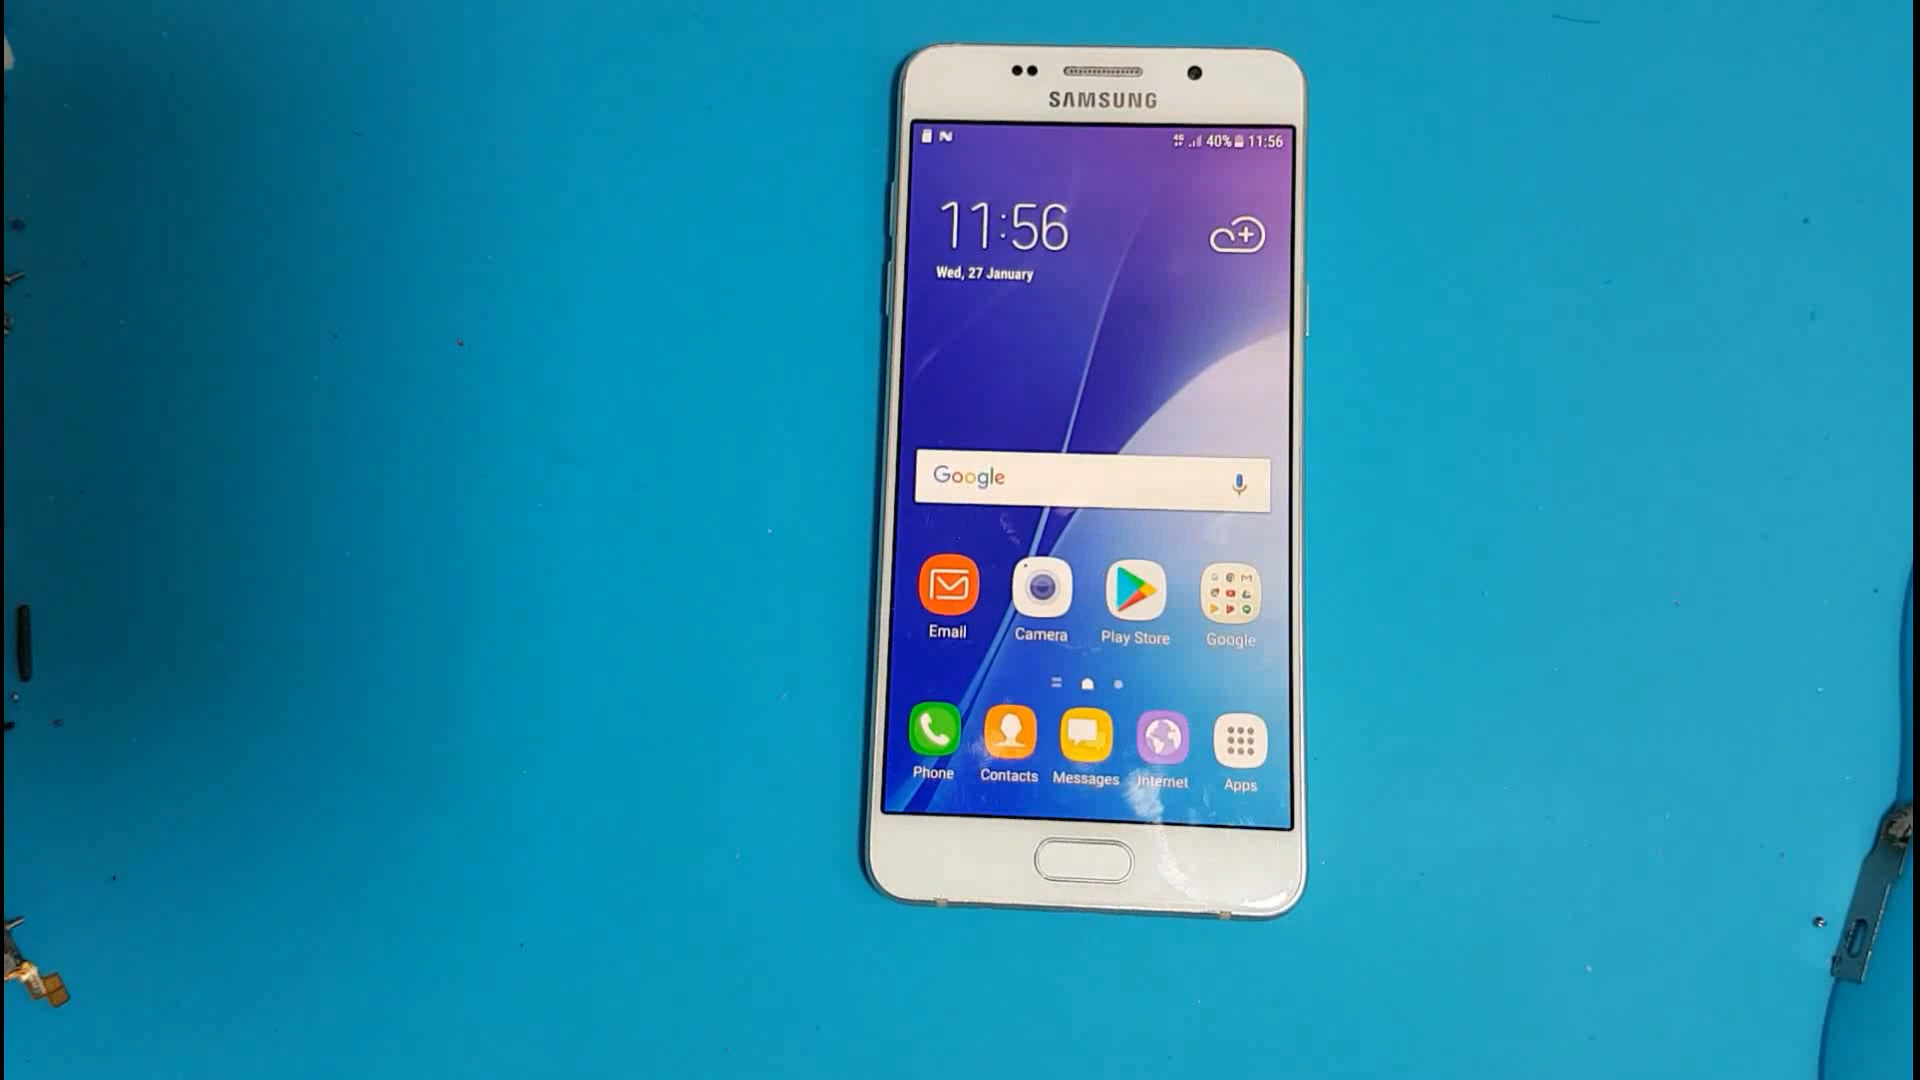 SAMSUNG
4G 40% 11:56
11:56
Wed, 27 January
Google
Email Camera Play Store Google
Phone Contacts Messages Internet Apps